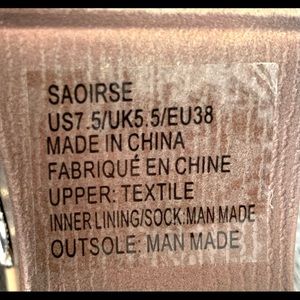 SAOIRSE
US7.5/UK5.5/EU38
MADE IN CHINA
FABRIQUÉ EN CHINE
UPPER: TEXTILE
INNER LINING/SOCK:MAN MADE
OUTSOLE: MAN MADE